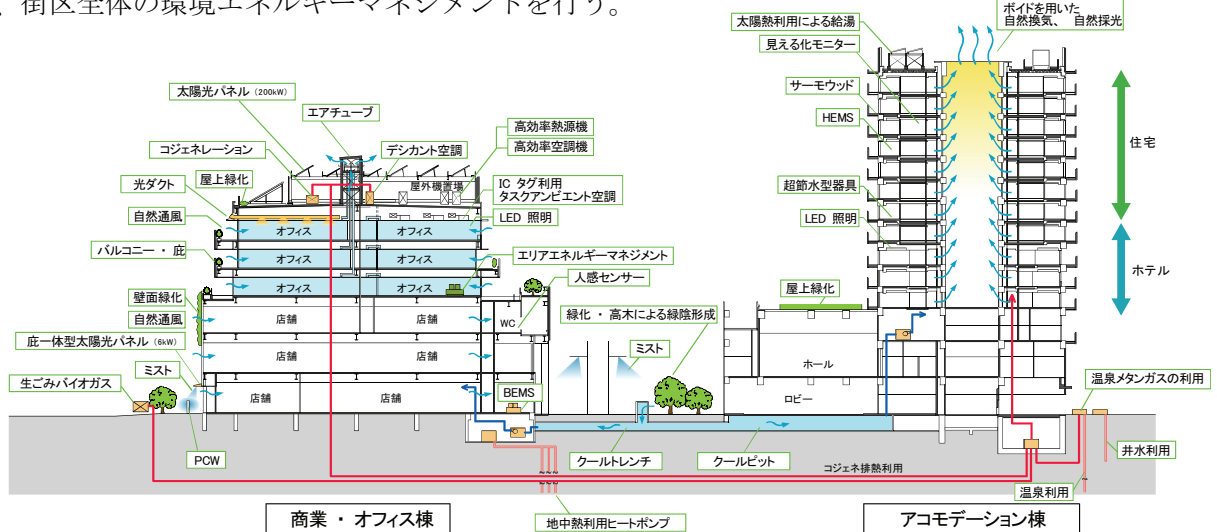 街区全体の環境エネルギーマネジメントを行う。
ボイドを用いた
自然換気、 自然採光
太陽熱利用による給湯
見える化モニター
サーモウッド
HEMS
超節水型器具
LED 照明
住宅
ホテル
太陽光パネル (200kW)
エアチューブ
コジェネレーション
デシカント空調
高効率熱源機
高効率空調機
光ダクト
屋上緑化
屋外機置場
IC タグ利用
タスクアンビエント空調
自然通風
LED 照明
オフィス
オフィス
バルコニー ・ 庇
オフィス
オフィス
エリアエネルギーマネジメント
オフィス
オフィス
人感センサー
壁面緑化
自然通風
店舗
店舗
WC
緑化 ・ 高木による緑陰形成
屋上緑化
庇一体型太陽光パネル (6kW)
店舗
店舗
ミスト
ホール
ミスト
生ごみバイオガス
店舗
店舗
BEMS
ロビー
温泉メタンガスの利用
PCW
クールトレンチ
クールピット
コジェネ排熱利用
井水利用
温泉利用
商業 ・ オフィス棟
地中熱利用ヒートポンプ
アコモデーション棟